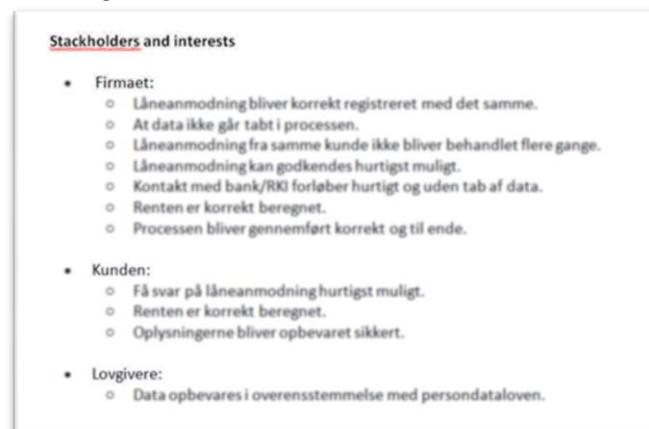 Stackholders and interests
• Firmaet:
○ Låneanmodning bliver korrekt registreret med det samme.
○ At data ikke går tabt i processen.
○ Låneanmodning fra samme kunde ikke bliver behandlet flere gange.
○ Låneanmodning kan godkendes hurtigst muligt.
○ Kontakt med bank/RKI forløber hurtigt og uden tab af data.
○ Renten er korrekt beregnet.
○ Processen bliver gennemført korrekt og til ende.
• Kunden:
○ Få svar på låneanmodning hurtigst muligt.
○ Renten er korrekt beregnet.
○ Oplysningerne bliver opbevaret sikkert.
• Lovgivere:
○ Data opbevares i overensstemmelse med persondataloven.